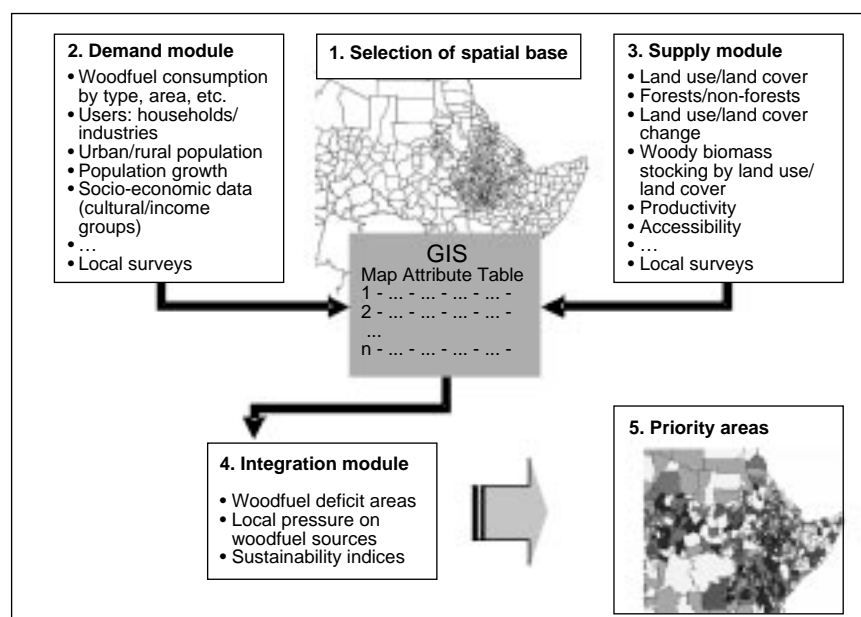 1. Selection of spatial base
2. Demand module
• Woodfuel consumption
by type, area, etc.
• Users: households/
industries
• Urban/rural population
• Population growth
• Socio-economic data
(cultural/income
groups)
• ...
• Local surveys
3. Supply module
• Land use/land cover
• Forests/non-forests
• Land use/land cover
change
• Woody biomass
stocking by land use/
land cover
• Productivity
• Accessibility
• ...
• Local surveys
GIS
Map Attribute Table
1 - ... - ... - ... - ... -
2 - ... - ... - ... - ... -
...
n - ... - ... - ... - ... -
4. Integration module
• Woodfuel deficit areas
• Local pressure on
woodfuel sources
• Sustainability indices
5. Priority areas